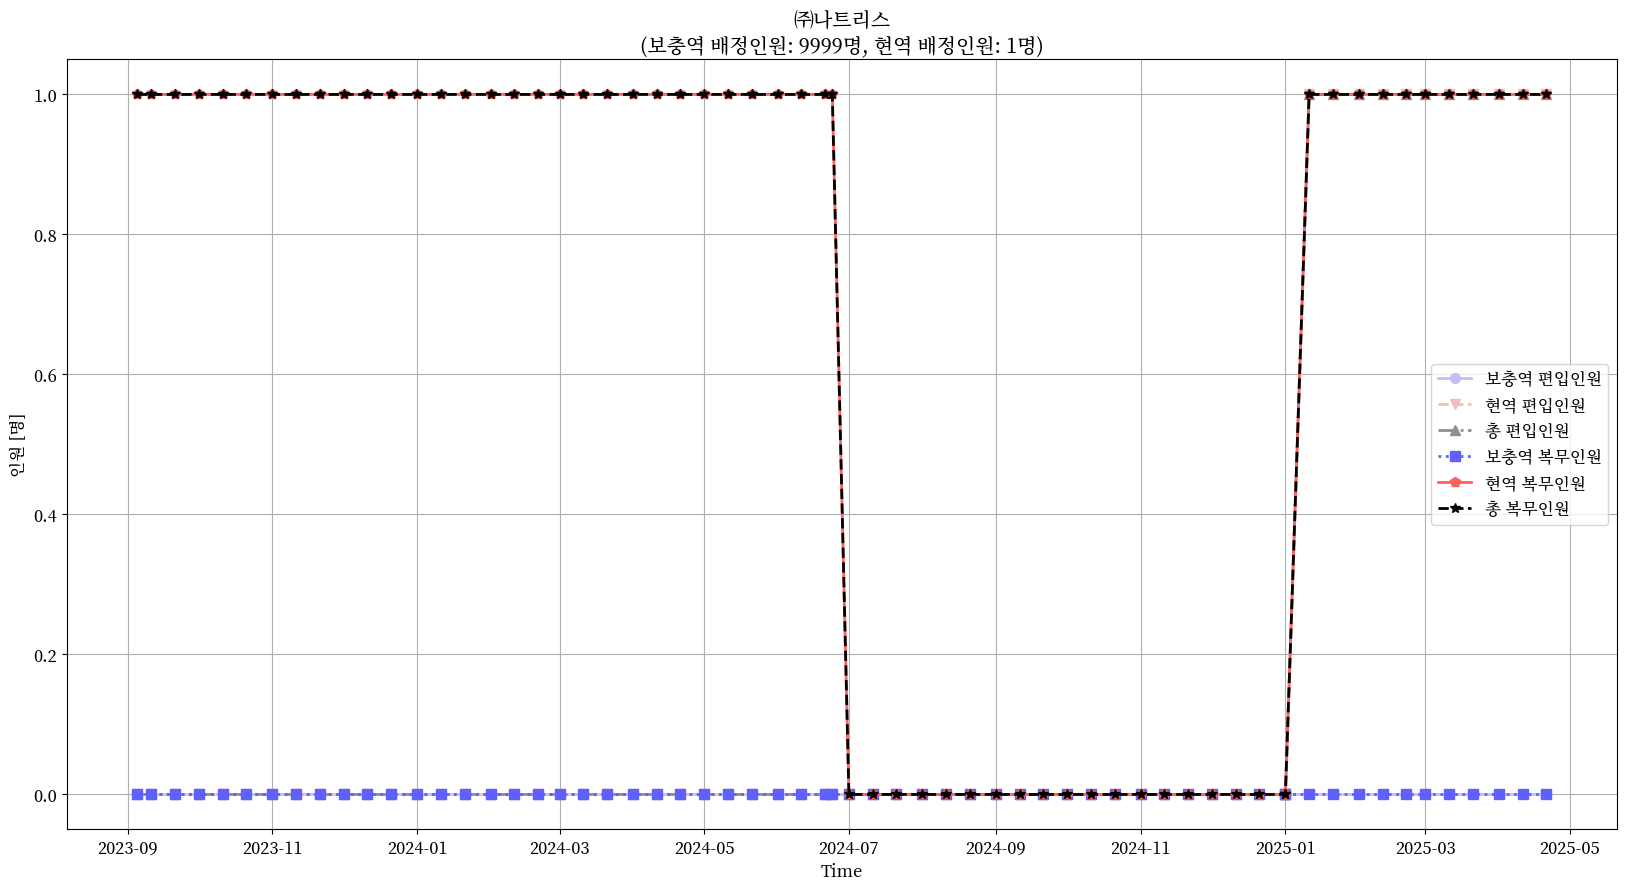 ㈜나트리스
(보충역 배정인원: 9999명, 현역 배정인원: 1명)
1.0
0.8
0.6
0.4
0.2
0.0
인원 [명]
보충역 편입인원
현역 편입인원
총 편입인원
보충역 복무인원
현역 복무인원
총 복무인원
2023-09 2023-11 2024-01 2024-03 2024-05 2024-07 2024-09 2024-11 2025-01 2025-03 2025-05
Time